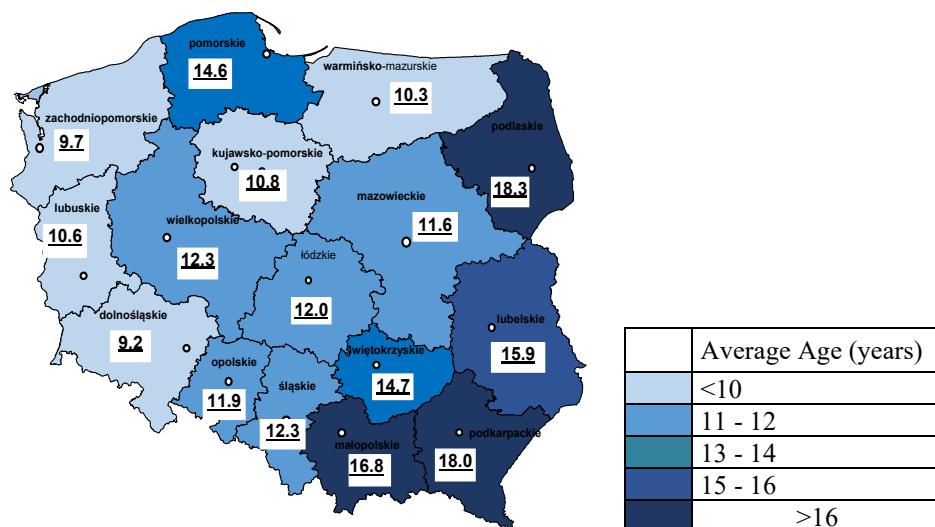 pomorskie
14.6
warmińsko-mazurskie
10.3
zachodniopomorskie
9.7
podlaskie
18.3
kujawsko-pomorskie
10.8
mazowieckie
11.6
lubuskie
10.6
wielkopolskie
12.3
łódzkie
12.0
dolnośląskie
9.2
lubelskie
15.9
świętokrzyskie
14.7
opolskie
11.9
śląskie
12.3
małopolskie
16.8
podkarpackie
18.0
Average Age (years)
<10
11 - 12
13 - 14
15 - 16
>16